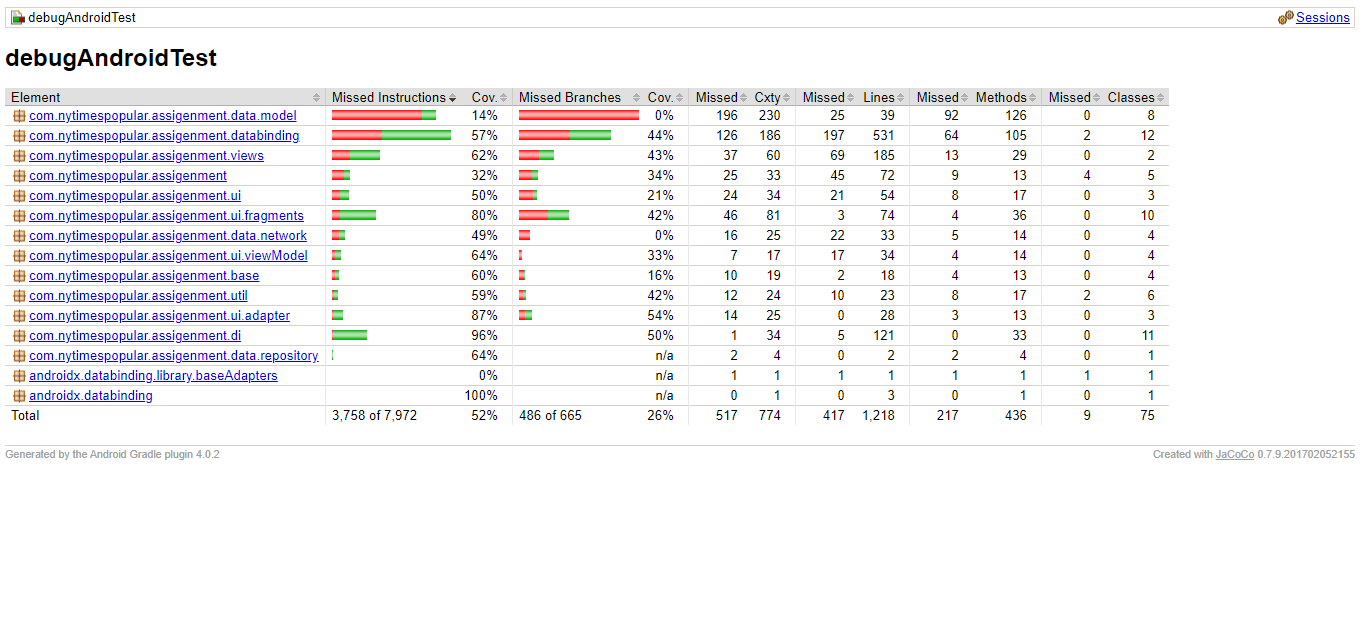 debugAndroidTest Sessions
debugAndroidTest
Element Missed Instructions Cov. Missed Branches Cov. Missed Cxty Missed Lines Missed Methods Missed Classes
com.nytimespopular.assigenment.data.model 14% 0% 196 230 25 39 92 126 0 8
com.nytimespopular.assigenment.databinding 57% 44% 126 186 197 531 64 105 2 12
com.nytimespopular.assigenment.views 62% 43% 37 60 69 185 13 29 0 2
com.nytimespopular.assigenment 32% 34% 25 33 45 72 9 13 4 5
com.nytimespopular.assigenment.ui 50% 21% 24 34 21 54 8 17 0 3
com.nytimespopular.assigenment.ui.fragments 80% 42% 46 81 3 74 4 36 0 10
com.nytimespopular.assigenment.data.network 49% 0% 16 25 22 33 5 14 0 4
com.nytimespopular.assigenment.ui.viewModel 64% 33% 7 17 17 34 4 14 0 4
com.nytimespopular.assigenment.base 60% 16% 10 19 2 18 4 13 0 4
com.nytimespopular.assigenment.util 59% 42% 12 24 10 23 8 17 2 6
com.nytimespopular.assigenment.ui.adapter 87% 54% 14 25 0 28 3 13 0 3
com.nytimespopular.assigenment.di 96% 50% 1 34 5 121 0 33 0 11
com.nytimespopular.assigenment.data.repository 64% n/a 2 4 0 2 2 4 0 1
androidx.databinding.library.baseAdapters 0% n/a 1 1 1 1 1 1 1 1
androidx.databinding 100% n/a 0 1 0 3 0 1 0 1
Total 3,758 of 7,972 52% 486 of 665 26% 517 774 417 1,218 217 436 9 75
Generated by the Android Gradle plugin 4.0.2 Created with JaCoCo 0.7.9.201702052155